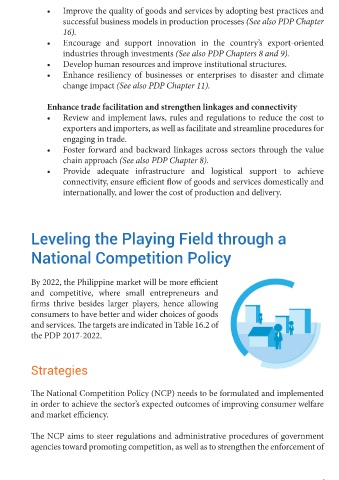 • Improve the quality of goods and services by adopting best practices and
successful business models in production processes (See also PDP Chapter
16).
• Encourage and support innovation in the country's export-oriented
industries through investments (See also PDP Chapters 8 and 9).
• Develop human resources and improve institutional structures.
• Enhance resiliency of businesses or enterprises to disaster and climate
change impact (See also PDP Chapter 11).
Enhance trade facilitation and strengthen linkages and connectivity
• Review and implement laws, rules and regulations to reduce the cost to
exporters and importers, as well as facilitate and streamline procedures for
engaging in trade.
• Foster forward and backward linkages across sectors through the value
chain approach (See also PDP Chapter 8).
• Provide adequate infrastructure and logistical support to achieve
connectivity, ensure efficient flow of goods and services domestically and
internationally, and lower the cost of production and delivery.
Leveling the Playing Field through a
National Competition Policy
By 2022, the Philippine market will be more efficient
and competitive, where small entrepreneurs and
firms thrive besides larger players, hence allowing
consumers to have better and wider choices of goods
and services. The targets are indicated in Table 16.2 of
the PDP 2017-2022.
Strategies
The National Competition Policy (NCP) needs to be formulated and implemented
in order to achieve the sector's expected outcomes of improving consumer welfare
and market efficiency.
The NCP aims to steer regulations and administrative procedures of government
agencies toward promoting competition, as well as to strengthen the enforcement of